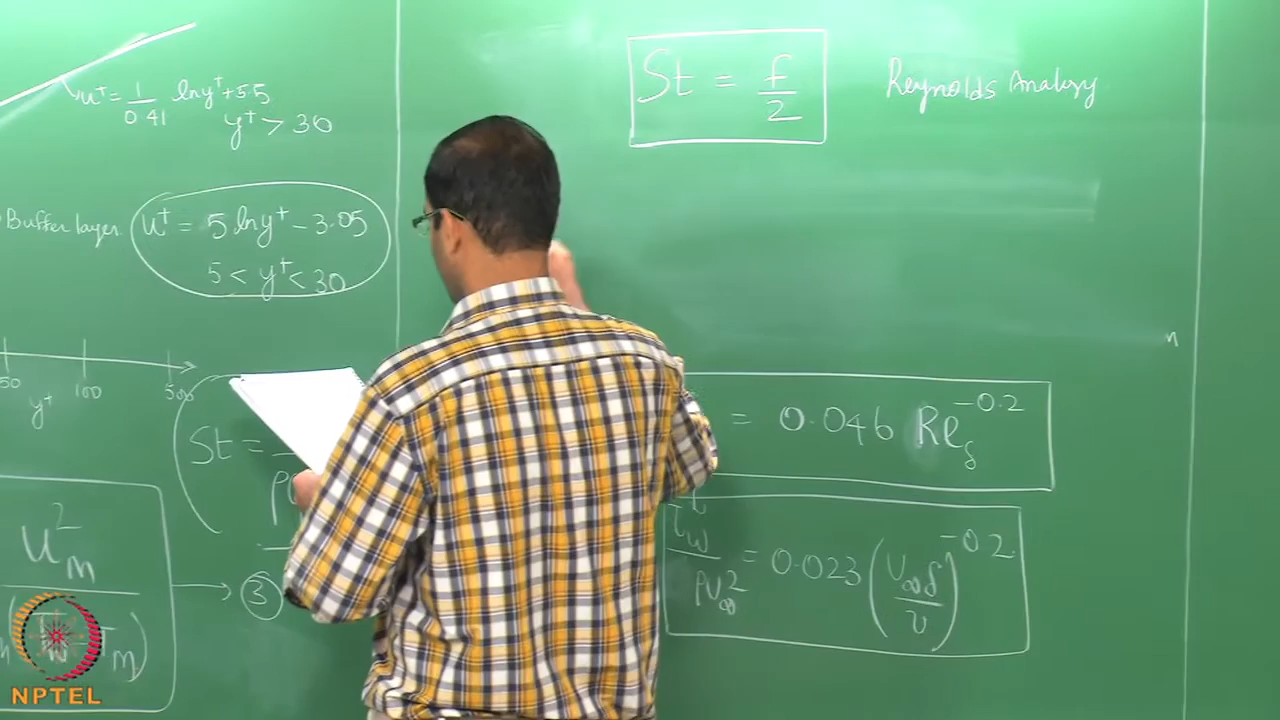 u⁺ = 1/0.41 ln y⁺ + 5.5
y⁺ > 30
Buffer layer
u⁺ = 5 ln y⁺ - 3.05
5 < y⁺ < 30
50 100 500
y⁺
St =
u_m²
3
St = f/2
Reynolds Analogy
n
= 0.046 Re_δ^-0.2
τ_w^t / ρU_∞² = 0.023 (U_∞ δ / ν)^-0.2
NPTEL